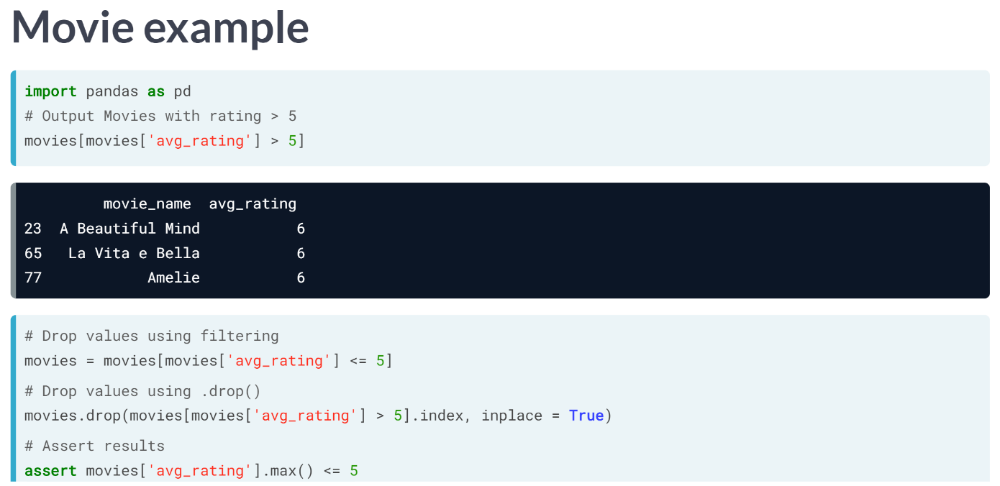 Movie example
import pandas as pd
# Output Movies with rating > 5
movies[movies['avg_rating'] > 5]
         movie_name  avg_rating
23  A Beautiful Mind           6
65   La Vita e Bella           6
77            Amelie           6
# Drop values using filtering
movies = movies[movies['avg_rating'] <= 5]
# Drop values using .drop()
movies.drop(movies[movies['avg_rating'] > 5].index, inplace = True)
# Assert results
assert movies['avg_rating'].max() <= 5